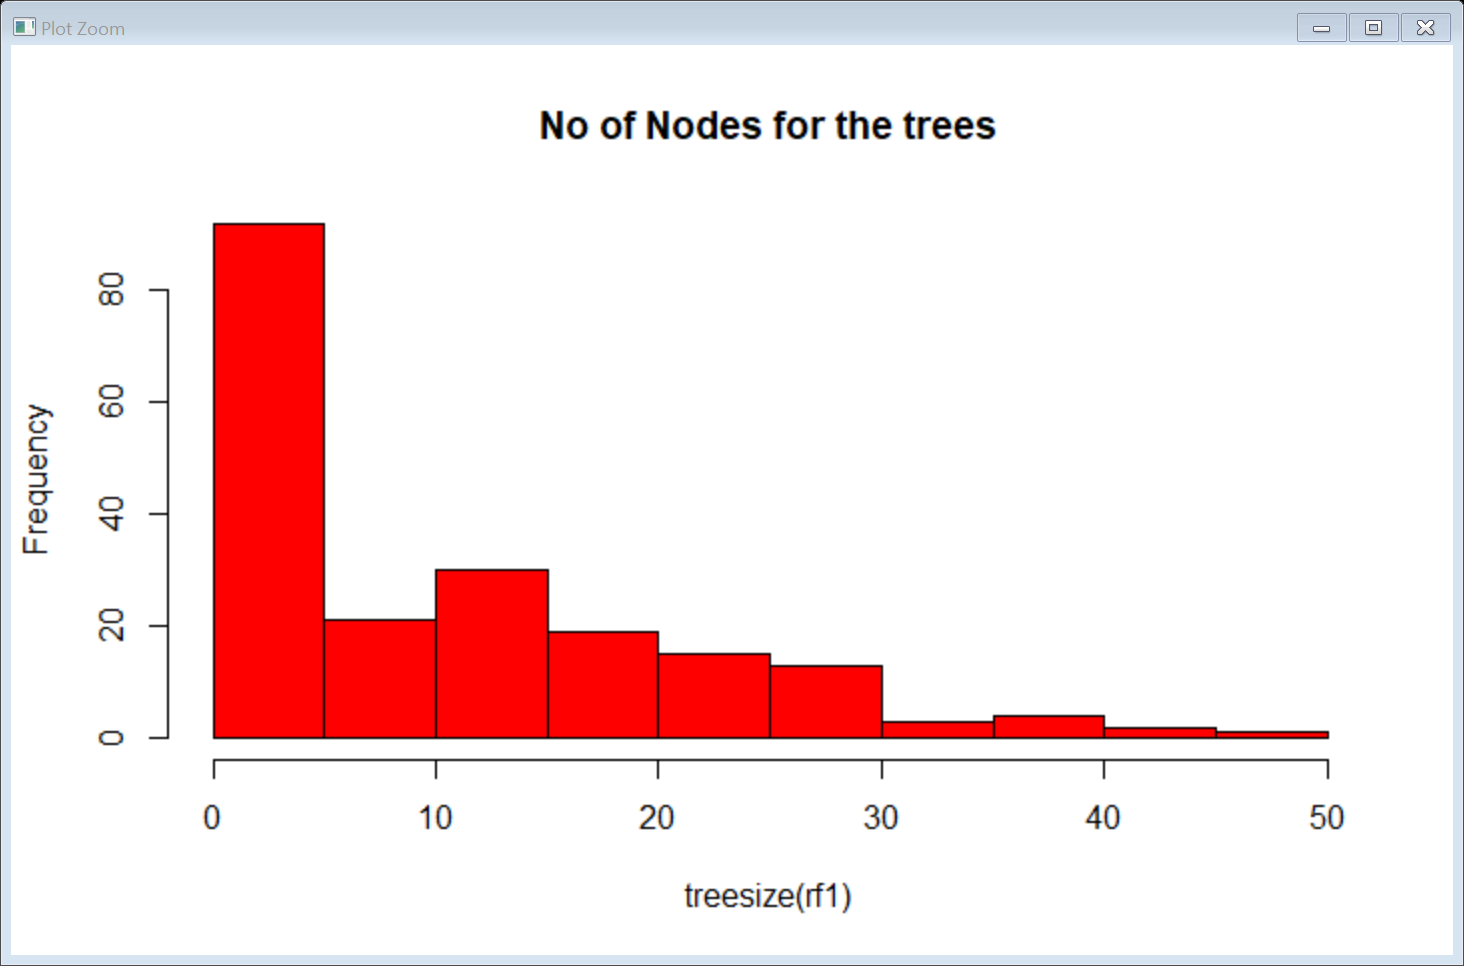 Plot Zoom
No of Nodes for the trees
Frequency
80
60
40
20
0
0 10 20 30 40 50
treesize(rf1)